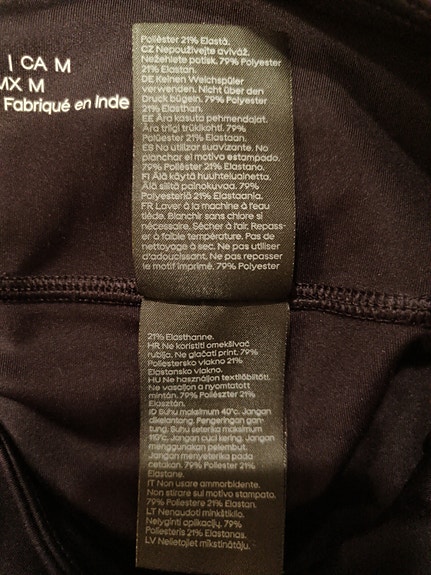 | CA M
MX M
Fabriqué en Inde
Poliéster 21% Elastă.
CZ Nepoužívejte aviváž.
Nežehlete potisk. 79% Polyester
21% Elastan.
DE Keinen Weichspüler
verwenden. Nicht über den
Druck bügeln. 79% Polyester
21% Elasthan.
EE Ära kasuta pehmendajat.
Ära triigi trükikohti. 79%
Polüester 21% Elastaan.
ES No utilizar suavizante. No
planchar el motivo estampado.
79% Poliéster 21% Elastano.
FI Älä käytä huuhteluainetta.
Älä silitä painokuvaa. 79%
Polyesteriä 21% Elastaania.
FR Laver à la machine à l'eau
tiède. Blanchir sans chlore si
nécessaire. Sécher à l'air. Repass-
er à faible température. Pas de
nettoyage à sec. Ne pas utiliser
d'adoucissant. Ne pas repasser
le motif imprimé. 79% Polyester
21% Elasthanne.
HR Ne koristiti omekšivač
rublja. Ne glačati print. 79%
Poliestersko vlakno 21%
Elastansko vlakno.
HU Ne használjon textilöblítőt.
Ne vasaljon a nyomtatott
mintán. 79% Poliészter 21%
Elasztán.
ID Suhu maksimum 40°c. Jangan
dikelantang. Pengeringan gan-
tung. Suhu seterika maksimum
110°c. Jangan cuci kering. Jangan
menggunakan pelembut.
Jangan menyeterika pada
cetakan. 79% Poliester 21%
Elastane.
IT Non usare ammorbidente.
Non stirare sul motivo stampato.
79% Poliestere 21% Elastan.
LT Nenaudoti minkštiklio.
Nelyginti aplikacijų. 79%
Poliesteris 21% Elastanas.
LV Nelietojiet mīkstinātāju.